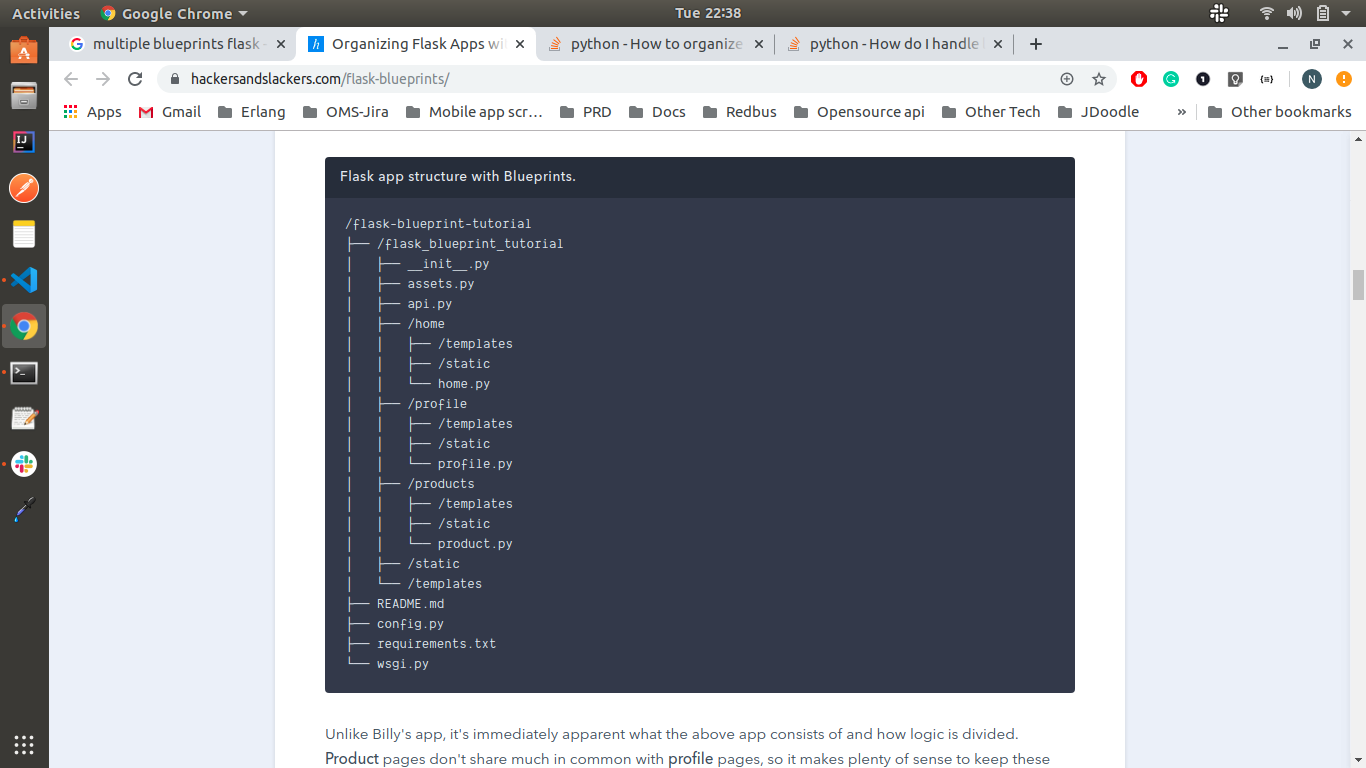 Activities Google Chrome Tue 22:38
multiple blueprints flask - Organizing Flask Apps wi python - How to organize python - How do I handle
hackersandslackers.com/flask-blueprints/
Apps Gmail Erlang OMS-Jira Mobile app scr... PRD Docs Redbus Opensource api Other Tech JDoodle » Other bookmarks
Flask app structure with Blueprints.
/flask-blueprint-tutorial
├── /flask_blueprint_tutorial
│   ├── __init__.py
│   ├── assets.py
│   ├── api.py
│   ├── /home
│   │   ├── /templates
│   │   ├── /static
│   │   └── home.py
│   ├── /profile
│   │   ├── /templates
│   │   ├── /static
│   │   └── profile.py
│   ├── /products
│   │   ├── /templates
│   │   ├── /static
│   │   └── product.py
│   ├── /static
│   └── /templates
├── README.md
├── config.py
├── requirements.txt
└── wsgi.py
Unlike Billy's app, it's immediately apparent what the above app consists of and how logic is divided.
Product pages don't share much in common with profile pages, so it makes plenty of sense to keep these